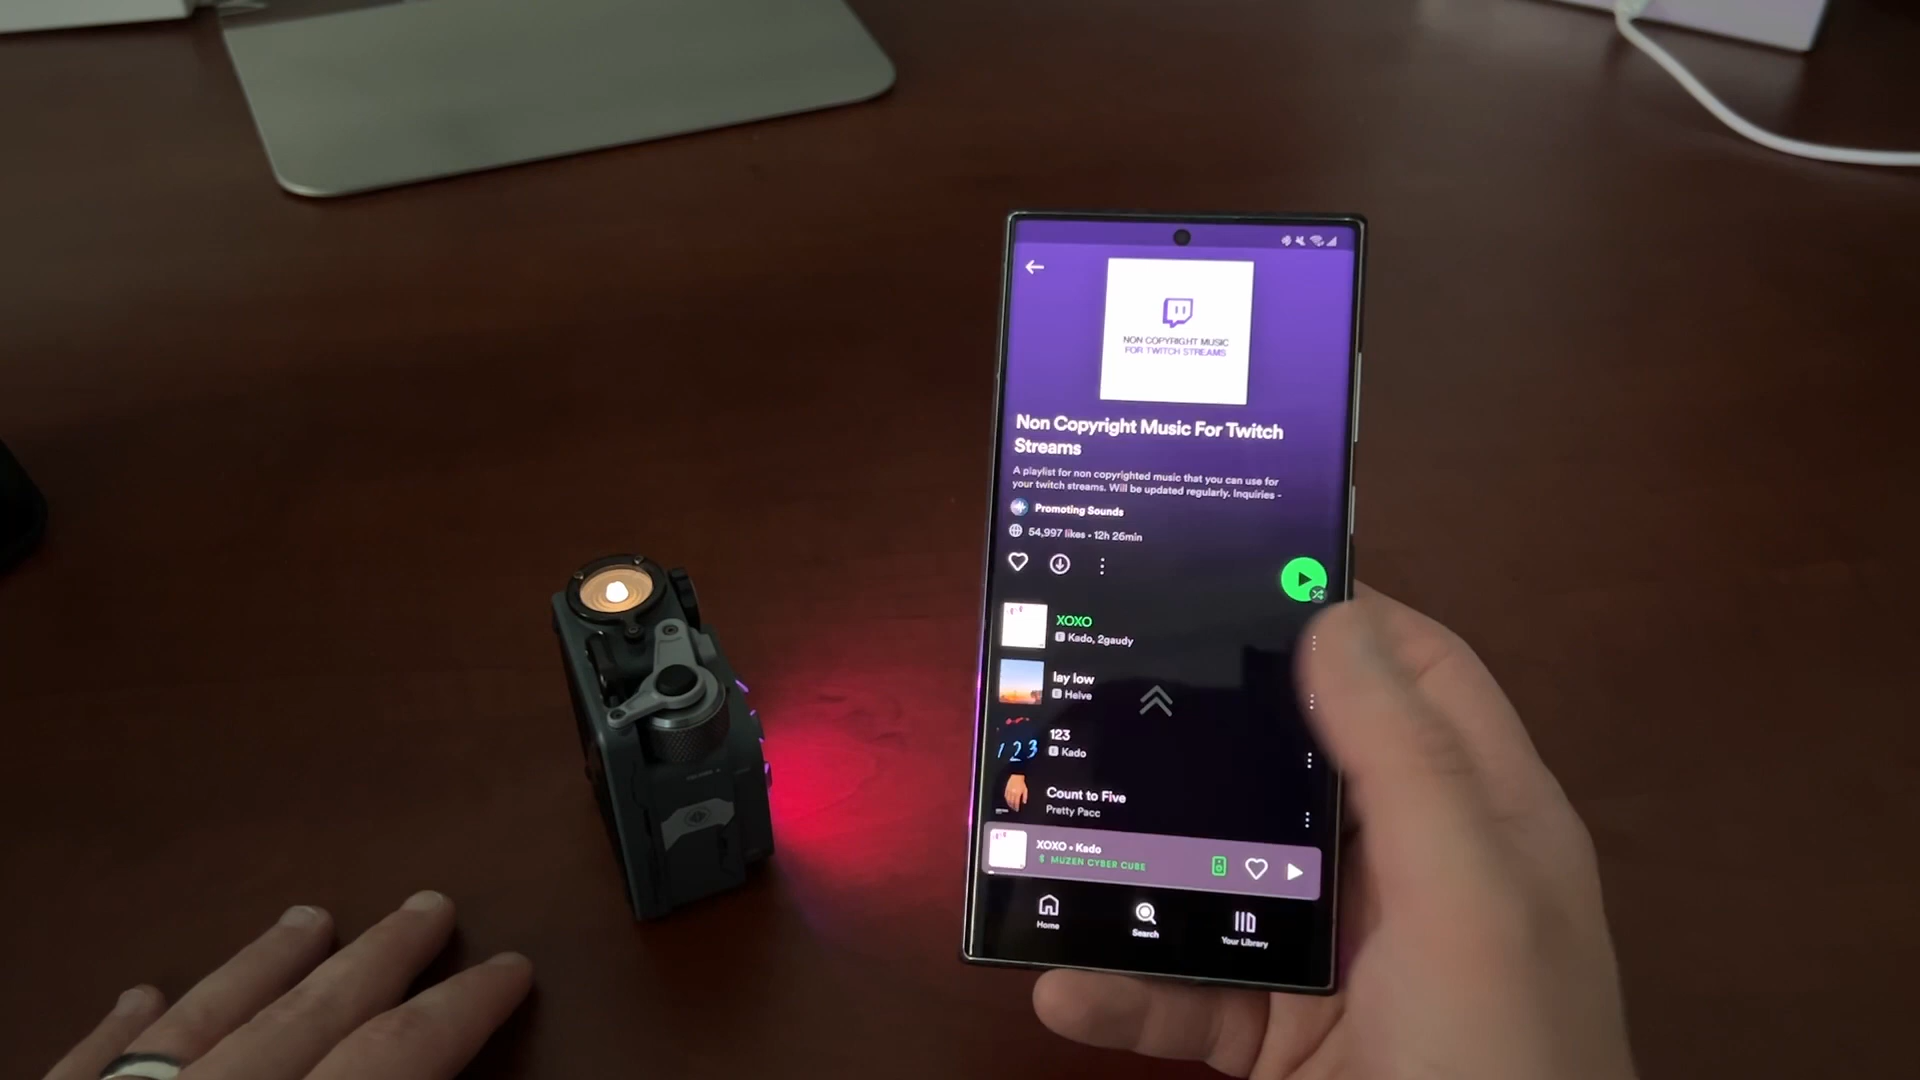 NON COPYRIGHT MUSIC
FOR TWITCH STREAMS
Non Copyright Music For Twitch
Streams
A playlist for non copyrighted music that you can use for
your twitch streams. Will be updated regularly. Inquiries -
Promoting Sounds
54,997 likes • 12h 26min
XOXO
E Kado, 2gaudy
lay low
E Helve
123
123
E Kado
Count to Five
Pretty Pacc
XOXO • Kado
MUZEN CYBER CUBE
Home
Search
Your Library